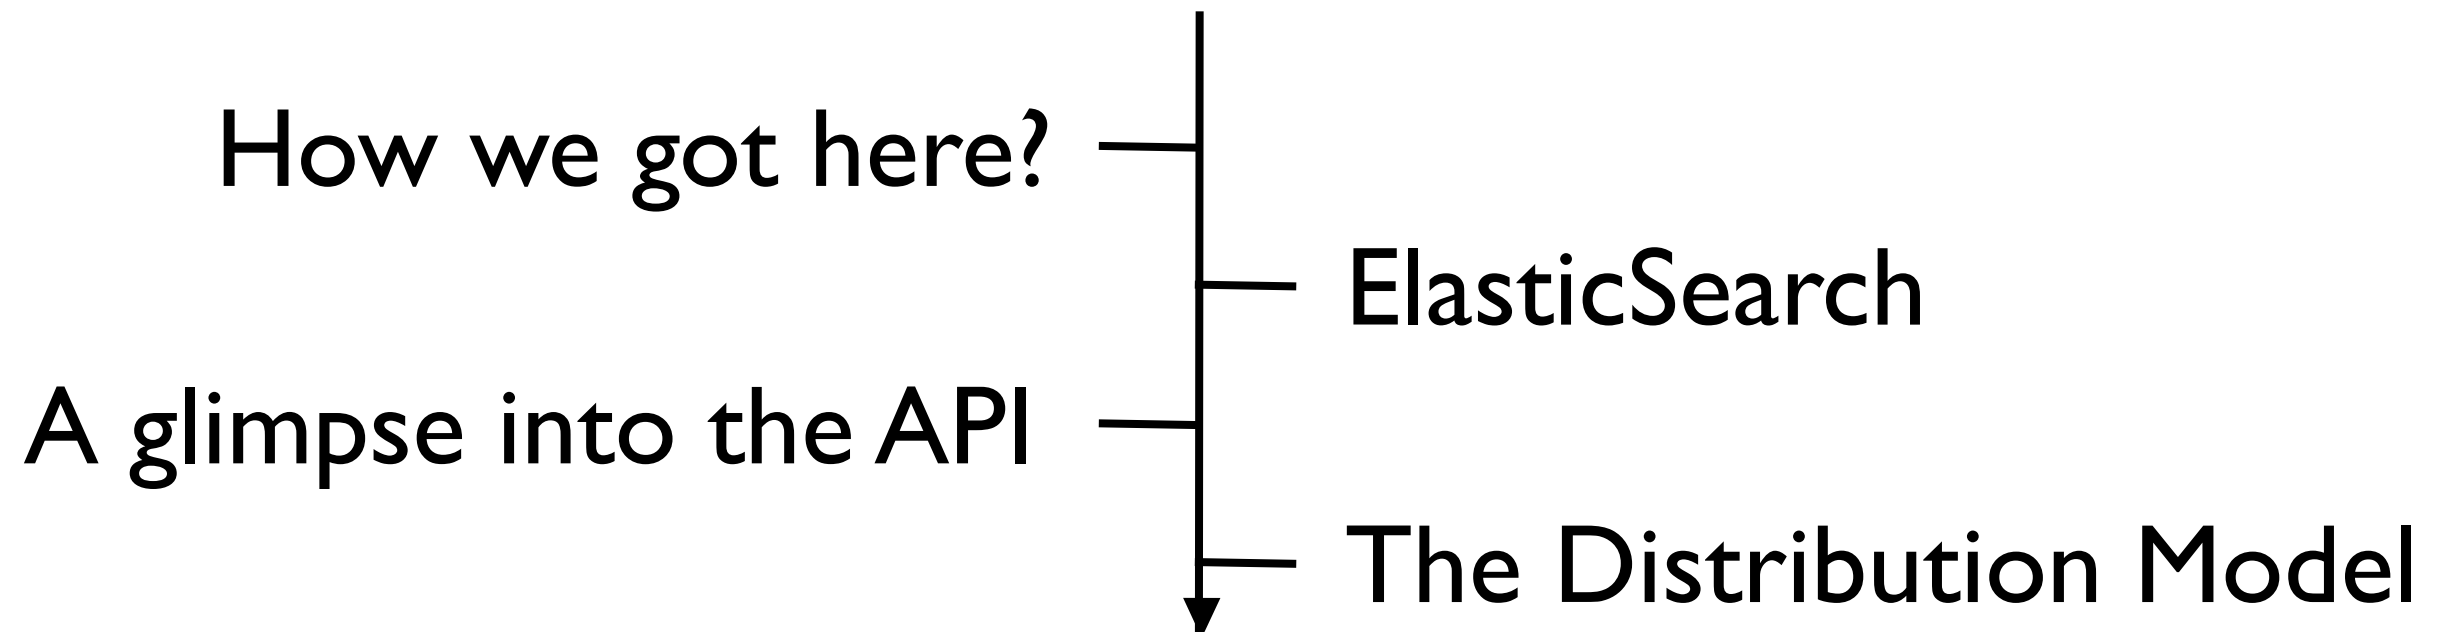 How we got here?
ElasticSearch
A glimpse into the API
The Distribution Model